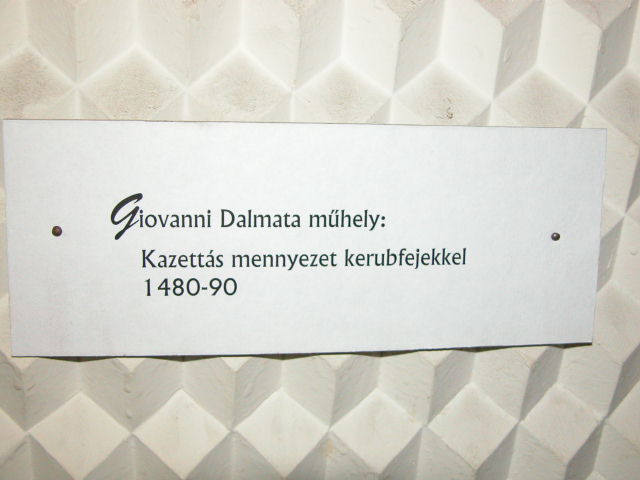 Giovanni Dalmata műhely:
Kazettás mennyezet kerubfejekkel
1480-90